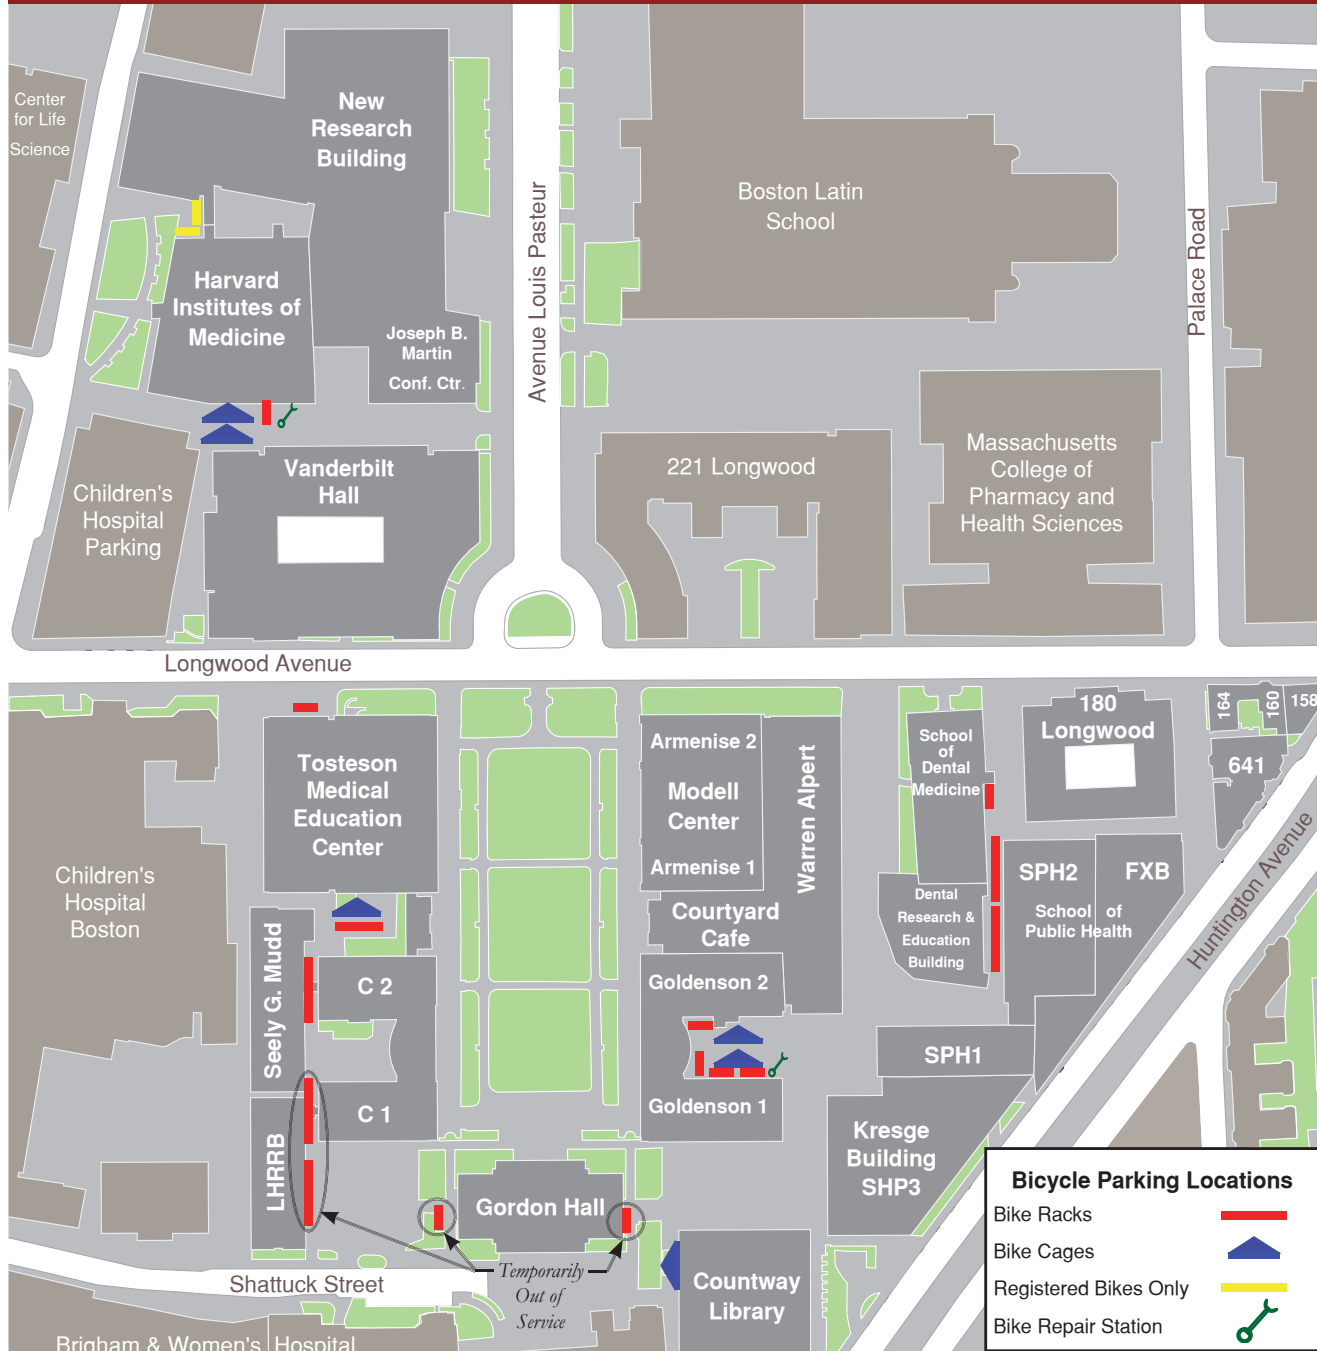 Center
for Life
Science
New
Research
Building
Boston Latin
School
Avenue Louis Pasteur
Palace Road
Harvard
Institutes of
Medicine
Joseph B.
Martin
Conf. Ctr.
Vanderbilt
Hall
221 Longwood
Massachusetts
College of
Pharmacy and
Health Sciences
Children's
Hospital
Parking
Longwood Avenue
Tosteson
Medical
Education
Center
Armenise 2
Modell
Center
Armenise 1
Warren Alpert
School
of
Dental
Medicine
180
Longwood
164
160
158
641
Huntington Avenue
Children's
Hospital
Boston
Courtyard
Cafe
Dental
Research &
Education
Building
SPH2
FXB
School of
Public Health
Seely G. Mudd
C 2
Goldenson 2
SPH1
C 1
Goldenson 1
LHRRB
Gordon Hall
Kresge
Building
SHP3
Temporarily
Out of
Service
Shattuck Street
Countway
Library
Brigham & Women's Hospital
Bicycle Parking Locations
Bike Racks
Bike Cages
Registered Bikes Only
Bike Repair Station